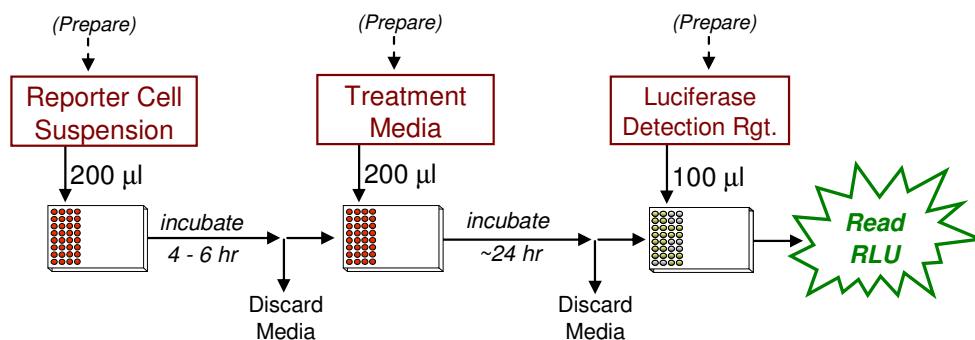 (Prepare)
(Prepare)
(Prepare)
Reporter Cell
Suspension
Treatment
Media
Luciferase
Detection Rgt.
200 µl
200 µl
100 µl
incubate
4 - 6 hr
incubate
~24 hr
Read
RLU
Discard
Media
Discard
Media